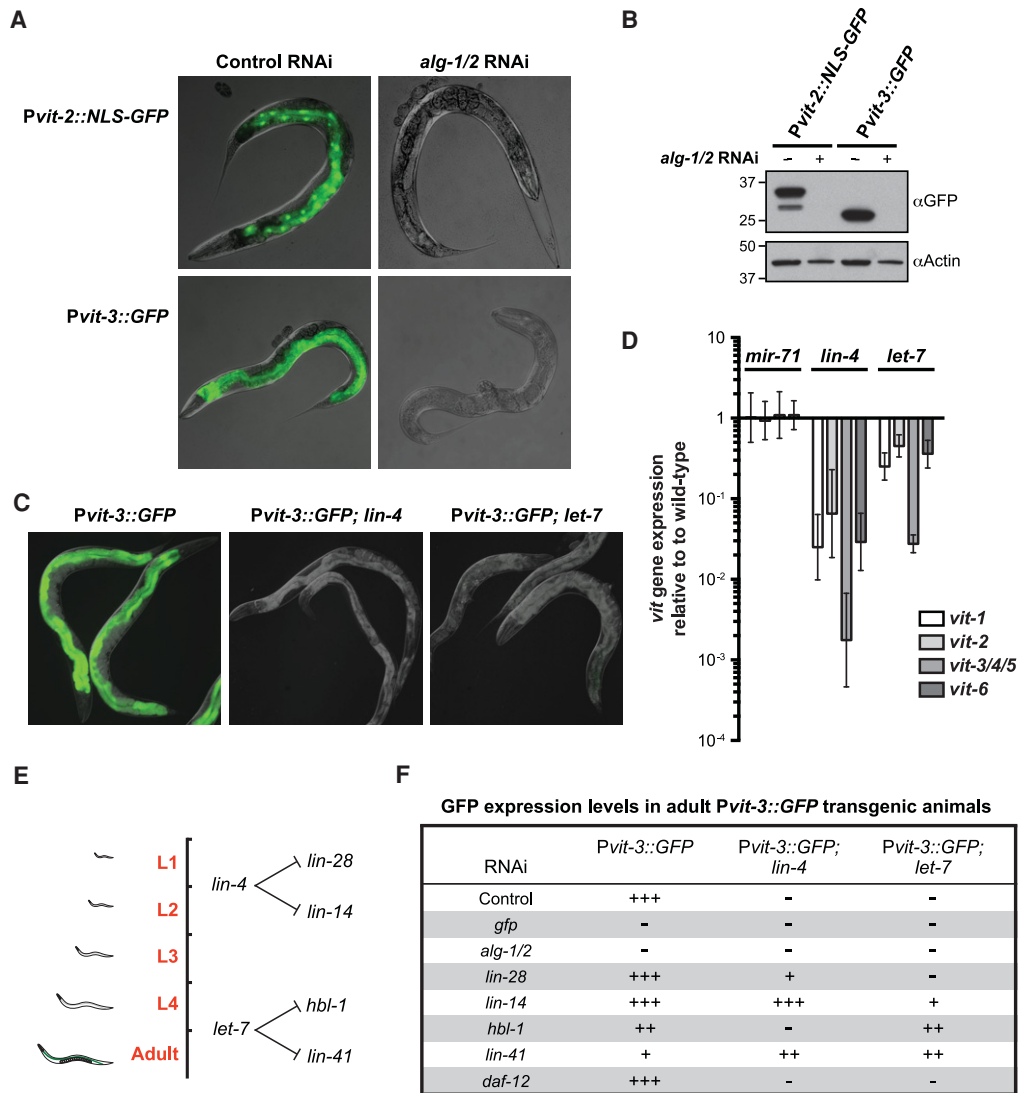 A
Control RNAi
alg-1/2 RNAi
Pvit-2::NLS-GFP
Pvit-3::GFP
B
Pvit-2::NLS-GFP
Pvit-3::GFP
alg-1/2 RNAi
- + - +
37
25
αGFP
50
37
αActin
C
Pvit-3::GFP
Pvit-3::GFP; lin-4
Pvit-3::GFP; let-7
D
10
1
10-1
10-2
10-3
10-4
vit gene expression
relative to to wild-type
mir-71
lin-4
let-7
vit-1
vit-2
vit-3/4/5
vit-6
E
L1
L2
L3
L4
Adult
lin-4
lin-28
lin-14
let-7
hbl-1
lin-41
F
GFP expression levels in adult Pvit-3::GFP transgenic animals
RNAi Pvit-3::GFP Pvit-3::GFP; lin-4 Pvit-3::GFP; let-7
Control +++ - -
gfp - - -
alg-1/2 - - -
lin-28 +++ + -
lin-14 +++ +++ +
hbl-1 ++ - ++
lin-41 + ++ ++
daf-12 +++ - -